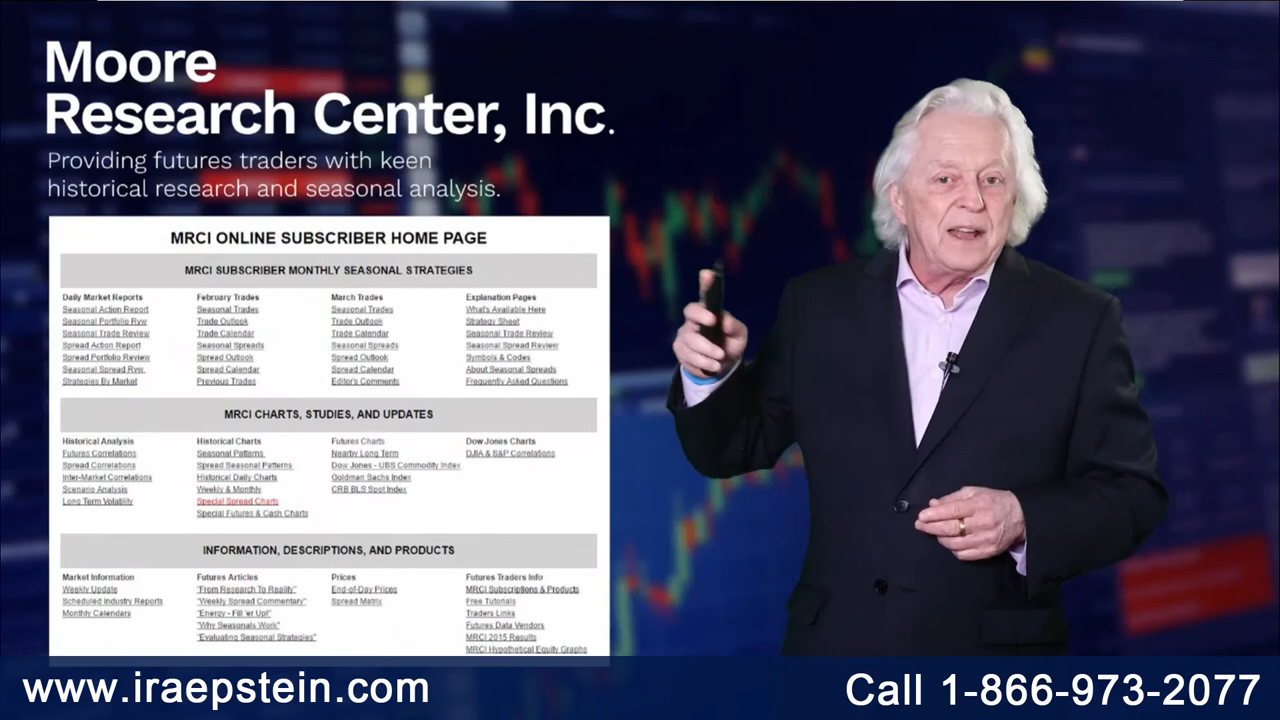 Moore
Research Center, Inc.
Providing futures traders with keen
historical research and seasonal analysis.
MRCI ONLINE SUBSCRIBER HOME PAGE
MRCI SUBSCRIBER MONTHLY SEASONAL STRATEGIES
Daily Market Reports February Trades March Trades Explanation Pages
Seasonal Action Report Seasonal Trades Seasonal Trades What's Available Here
Seasonal Portfolio Rvw Trade Outlook Trade Outlook Strategy Sheet
Seasonal Trade Review Trade Calendar Trade Calendar Seasonal Trade Review
Spread Action Report Seasonal Spreads Seasonal Spreads Seasonal Spread Review
Spread Portfolio Review Spread Outlook Spread Outlook Symbols & Codes
Seasonal Spread Rvw. Spread Calendar Spread Calendar About Seasonal Spreads
Strategies By Market Previous Trades Editor's Comments Frequently Asked Questions
MRCI CHARTS, STUDIES, AND UPDATES
Historical Analysis Historical Charts Futures Charts Dow Jones Charts
Futures Correlations Seasonal Patterns Nearby Long Term DJIA & S&P Correlations
Spread Correlations Spread Seasonal Patterns Dow Jones - UBS Commodity Index
Inter-Market Correlations Historical Daily Charts Goldman Sachs Index
Scenario Analysis Weekly & Monthly CRB BLS Spot Index
Long Term Volatility Special Spread Charts
Special Futures & Cash Charts
INFORMATION, DESCRIPTIONS, AND PRODUCTS
Market Information Futures Articles Prices Futures Traders Info
Weekly Update "From Research To Reality" End-of-Day Prices MRCI Subscriptions & Products
Scheduled Industry Reports "Weekly Spread Commentary" Spread Matrix Free Tutorials
Monthly Calendars "Energy - Fill 'er Up!" Traders Links
"Why Seasonals Work" Futures Data Vendors
"Evaluating Seasonal Strategies" MRCI 2015 Results
MRCI Hypothetical Equity Graphs
www.iraepstein.com Call 1-866-973-2077